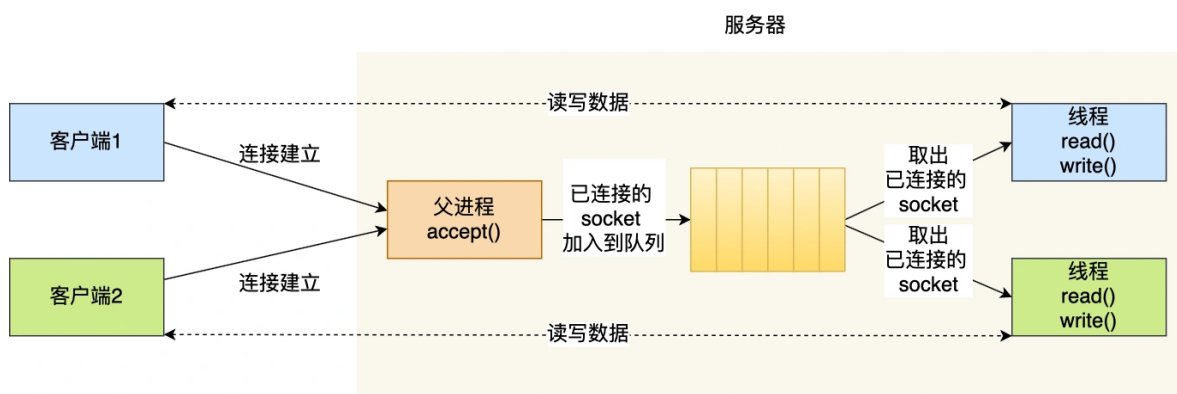 服务器
读写数据
客户端1
连接建立
父进程
accept()
已连接的
socket
加入到队列
取出
已连接的
socket
线程
read()
write()
客户端2
连接建立
取出
已连接的
socket
线程
read()
write()
读写数据